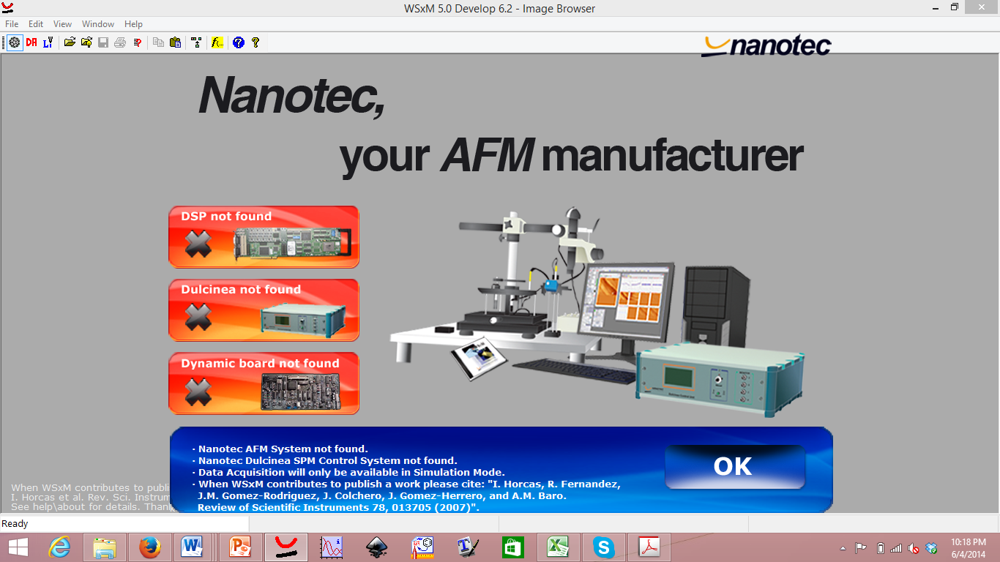 WSxM 5.0 Develop 6.2 - Image Browser
File Edit View Window Help
nanotec
Nanotec,
your AFM manufacturer
DSP not found
Dulcinea not found
Dynamic board not found
· Nanotec AFM System not found.
· Nanotec Dulcinea SPM Control System not found.
· Data Acquisition will only be available in Simulation Mode.
· When WSxM contributes to publish a work please cite: "I. Horcas, R. Fernandez,
J.M. Gomez-Rodriguez, J. Colchero, J. Gomez-Herrero, and A.M. Baro.
Review of Scientific Instruments 78, 013705 (2007)".
OK
When WSxM contributes to publi
I. Horcas et al. Rev. Sci. Instrum
See help\about for details. Thank
Ready
10:18 PM
6/4/2014